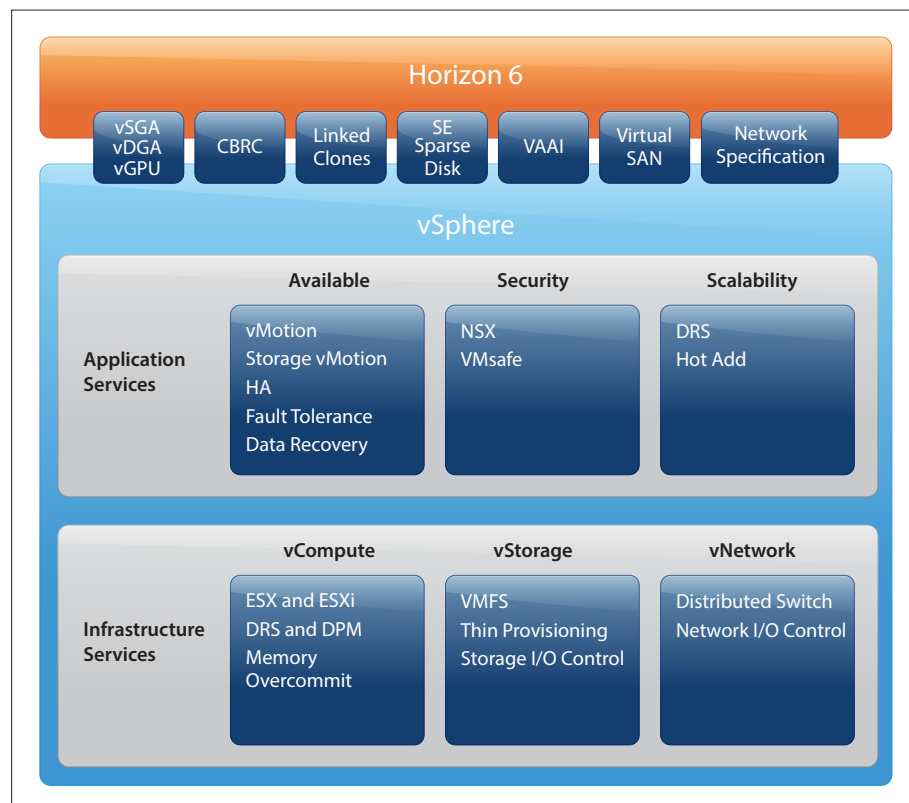 Horizon 6
vSGA
vDGA
vGPU
CBRC
Linked
Clones
SE
Sparse
Disk
VAAI
Virtual
SAN
Network
Specification
vSphere
Application
Services
Available
vMotion
Storage vMotion
HA
Fault Tolerance
Data Recovery
Security
NSX
VMsafe
Scalability
DRS
Hot Add
Infrastructure
Services
vCompute
ESX and ESXi
DRS and DPM
Memory
Overcommit
vStorage
VMFS
Thin Provisioning
Storage I/O Control
vNetwork
Distributed Switch
Network I/O Control